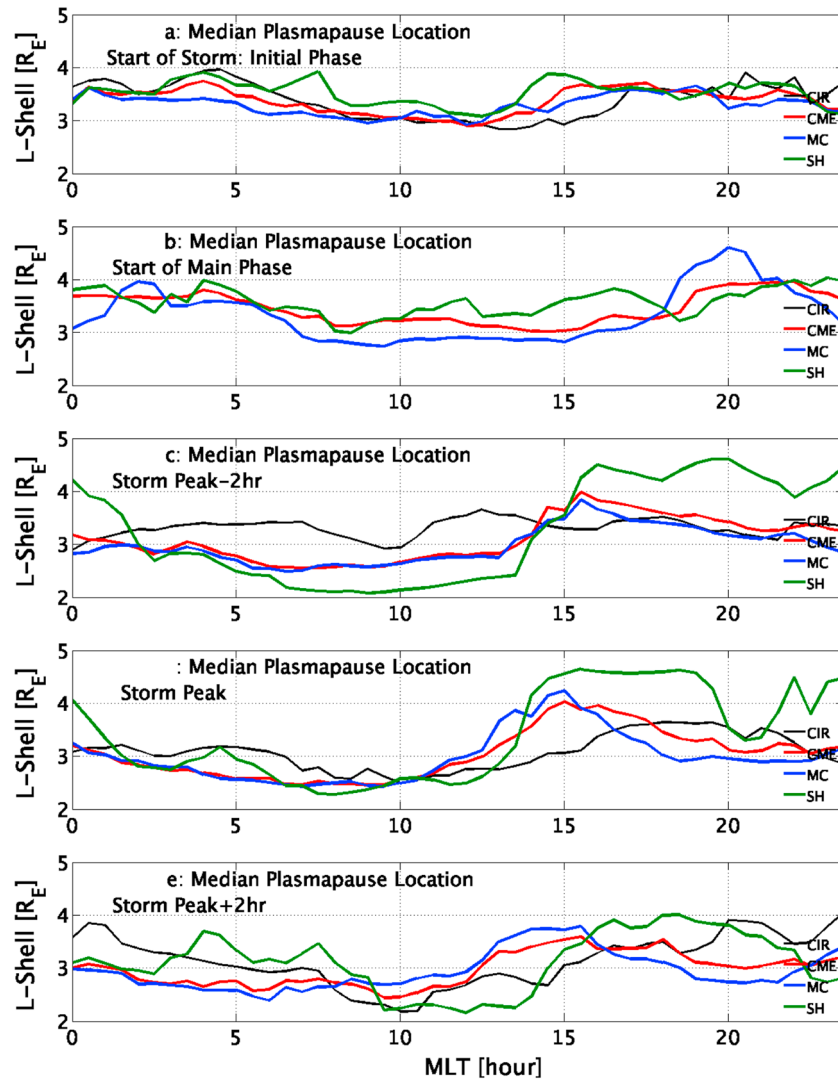 5
a: Median Plasmapause Location
Start of Storm: Initial Phase
4
3
2
L-Shell [R_E]
CIR
CME
MC
SH
0 5 10 15 20
5
b: Median Plasmapause Location
Start of Main Phase
4
3
2
L-Shell [R_E]
CIR
CME
MC
SH
0 5 10 15 20
5
c: Median Plasmapause Location
Storm Peak-2hr
4
3
2
L-Shell [R_E]
CIR
CME
MC
SH
0 5 10 15 20
5
: Median Plasmapause Location
Storm Peak
4
3
2
L-Shell [R_E]
CIR
CME
MC
SH
0 5 10 15 20
5
e: Median Plasmapause Location
Storm Peak+2hr
4
3
2
L-Shell [R_E]
CIR
CME
MC
SH
0 5 10 15 20
MLT [hour]